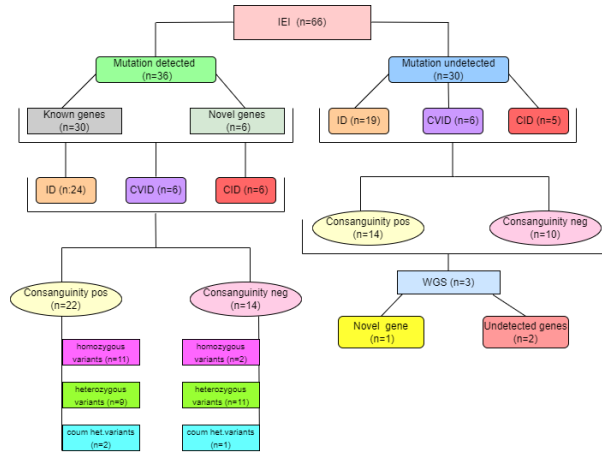 IEI (n=66)
Mutation detected
(n=36)
Mutation undetected
(n=30)
Known genes
(n=30)
Novel genes
(n=6)
ID (n=19)
CVID (n=6)
CID (n=5)
ID (n:24)
CVID (n=6)
CID (n=6)
Consanguinity pos
(n=14)
Consanguinity neg
(n=10)
Consanguinity pos
(n=22)
Consanguinity neg
(n=14)
WGS (n=3)
Novel gene
(n=1)
Undetected genes
(n=2)
homozygous
variants (n=11)
homozygous
variants (n=2)
heterozygous
variants (n=9)
heterozygous
variants (n=11)
coum het.variants
(n=2)
coum het.variants
(n=1)